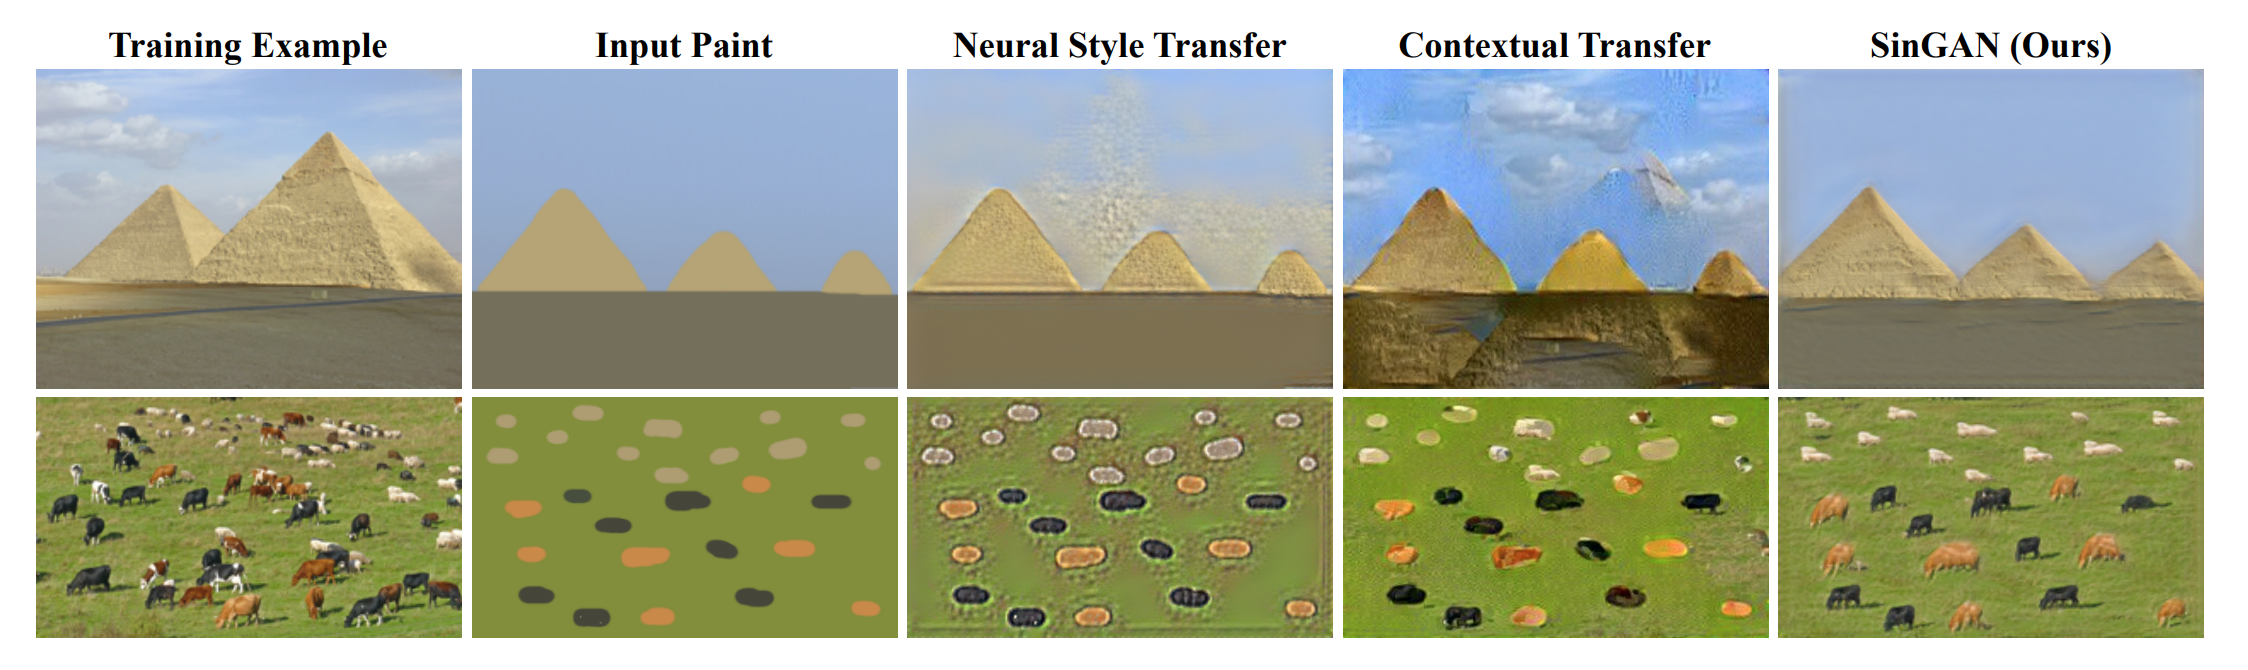 Training Example
Input Paint
Neural Style Transfer
Contextual Transfer
SinGAN (Ours)